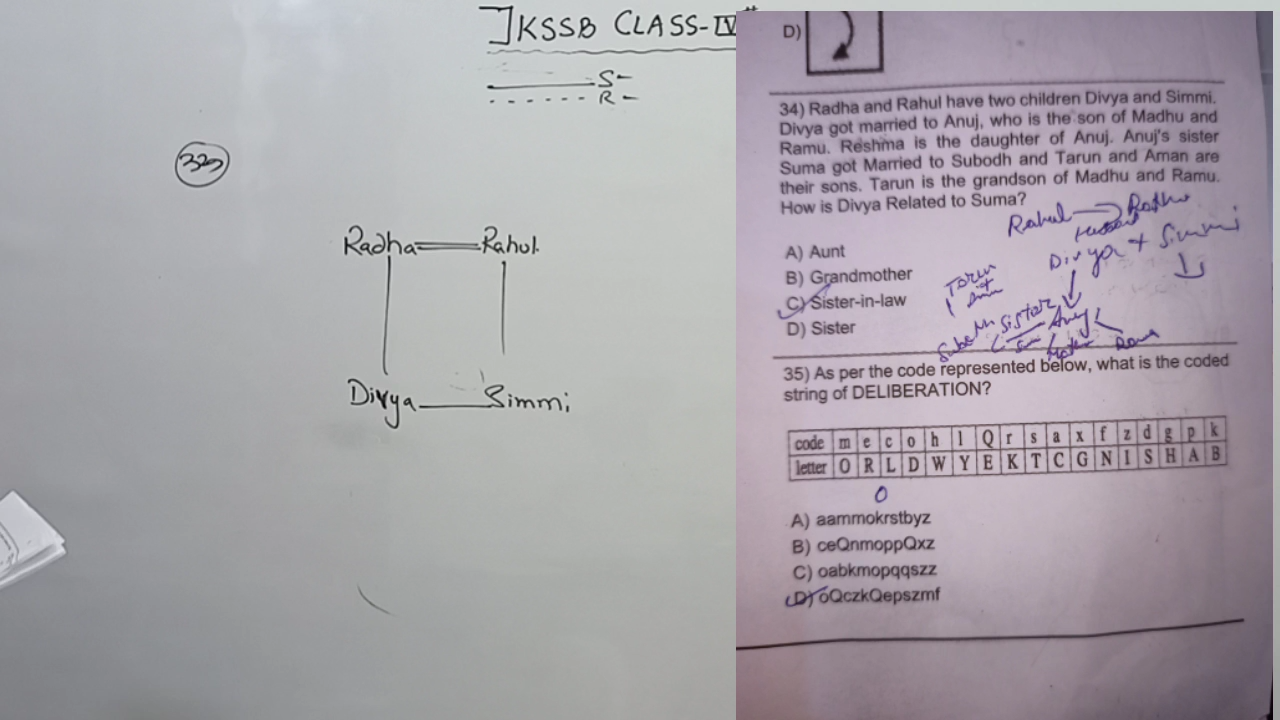 JKSSB CLASS-IV
S-
R-
Radha Rahul
Divya Simmi
D)
34) Radha and Rahul have two children Divya and Simmi.
Divya got married to Anuj, who is the son of Madhu and
Ramu. Reshma is the daughter of Anuj. Anuj's sister
Suma got Married to Subodh and Tarun and Aman are
their sons. Tarun is the grandson of Madhu and Ramu.
How is Divya Related to Suma?
Rahul Radha
Divya + Simmi
A) Aunt
B) Grandmother
C) Sister-in-law
D) Sister
Sister
35) As per the code represented below, what is the coded
string of DELIBERATION?
code m e c o h l Q r s a x f z d g p k
letter O R L D W Y E K T C G N I S H A B
A) aammokrstbyz
B) ceQnmoppQxz
C) oabkmopqqszz
D) oQczkQepszmf